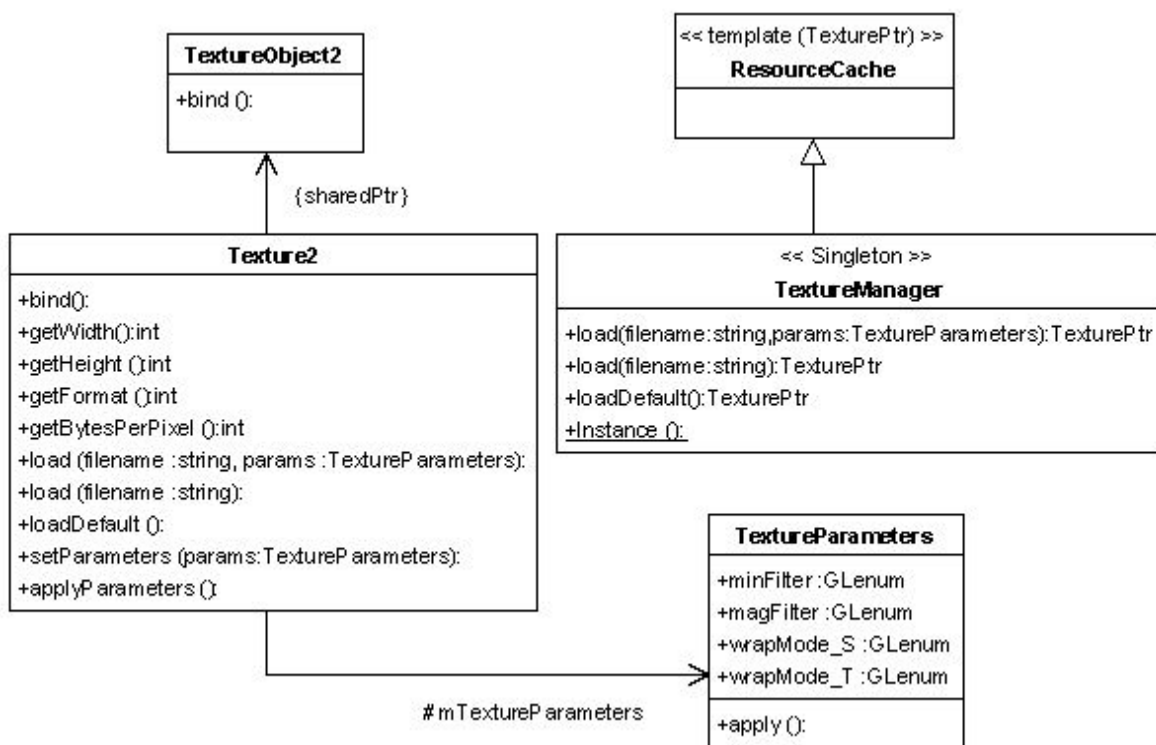 TextureObject2
+bind ():
<< template (TexturePtr) >>
ResourceCache
{sharedPtr}
Texture2
+bind():
+getWidth():int
+getHeight ():int
+getFormat ():int
+getBytesPerPixel ():int
+load (filename :string, params :TextureParameters):
+load (filename :string):
+loadDefault ():
+setParameters (params:TextureParameters):
+applyParameters ():
<< Singleton >>
TextureManager
+load(filename:string,params:TextureParameters):TexturePtr
+load(filename:string):TexturePtr
+loadDefault():TexturePtr
+Instance ():
TextureParameters
+minFilter :GLenum
+magFilter :GLenum
+wrapMode_S :GLenum
+wrapMode_T :GLenum
+apply ():
#mTextureParameters